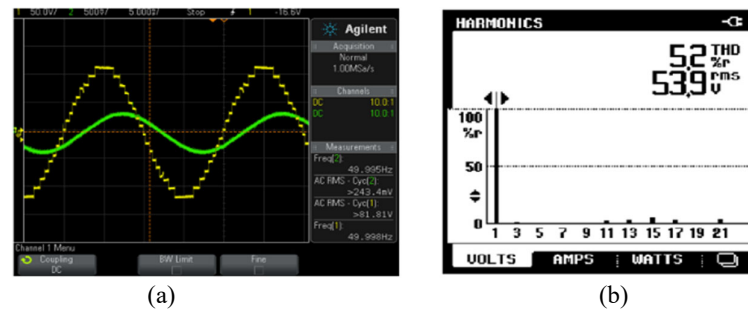 1 50.0V/ 2 500▯/ 5.000▯/ Stop 1 -16.6V
Agilent
Acquisition
Normal
1.00MSa/s
Channels
DC 10.0:1
DC 10.0:1
Measurements
Freq(2):
49.995Hz
AC RMS - Cyc(2):
>243.4mV
AC RMS - Cyc(1):
>81.81V
Freq(1):
49.998Hz
Channel 1 Menu
Coupling
DC
BW Limit
Fine
(a)
HARMONICS
5.2 THD %r
53.9 rms V
100
%r
50
0
1 3 5 7 9 11 13 15 17 19 21
VOLTS AMPS WATTS
(b)